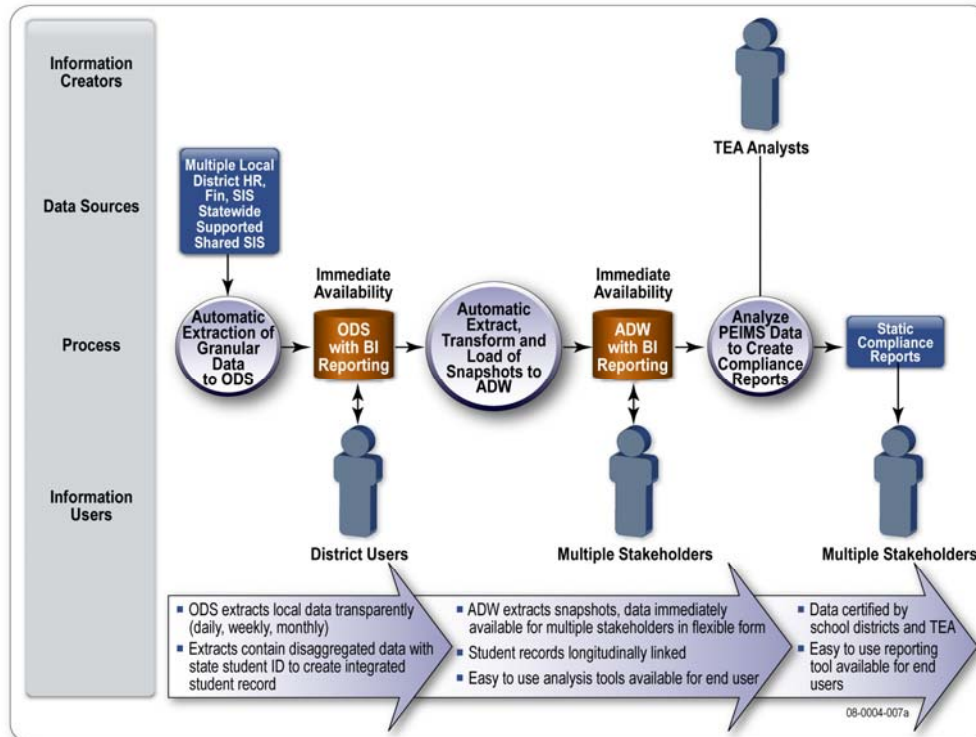 Information
Creators
TEA Analysts
Multiple Local
District HR,
Fin, SIS
Statewide
Supported
Shared SIS
Data Sources
Immediate
Availability
Immediate
Availability
Process
Automatic
Extraction of
Granular
Data
to ODS
ODS
with BI
Reporting
Automatic
Extract,
Transform and
Load of
Snapshots to
ADW
ADW
with BI
Reporting
Analyze
PEIMS Data
to Create
Compliance
Reports
Static
Compliance
Reports
Information
Users
District Users
Multiple Stakeholders
Multiple Stakeholders
▪ ODS extracts local data transparently
(daily, weekly, monthly)
▪ Extracts contain disaggregated data with
state student ID to create integrated
student record
▪ ADW extracts snapshots, data immediately
available for multiple stakeholders in flexible form
▪ Student records longitudinally linked
▪ Easy to use analysis tools available for end user
▪ Data certified by
school districts and TEA
▪ Easy to use reporting
tool available for end
users
08-0004-007a